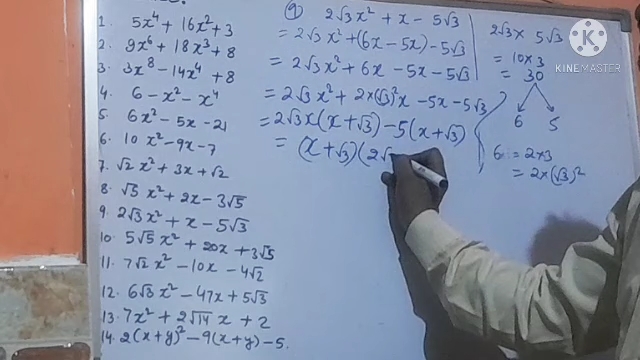 1. 5x⁴ + 16x² + 3
2. 9x⁶ + 18x³ + 8
3. 3x⁸ - 14x⁴ + 8
4. 6 - x² - x⁴
5. 6x² - 5x - 21
6. 10x² - 9x - 7
7. √2 x² + 3x + √2
8. √5 x² + 2x - 3√5
9. 2√3 x² + x - 5√3
10. 5√5 x² + 20x + 3√5
11. 7√2 x² - 10x - 4√2
12. 6√3 x² - 47x + 5√3
13. 7x² + 2√14 x + 2
14. 2(x + y)² - 9(x + y) - 5.
⑨ 2√3 x² + x - 5√3
= 2√3 x² + (6x - 5x) - 5√3
= 2√3 x² + 6x - 5x - 5√3
= 2√3 x² + 2×(√3)² x - 5x - 5√3
= 2√3 x (x + √3) - 5(x + √3)
= (x + √3)(2√
2√3 × 5√3
= 10 × 3
= 30
6 5
6 = 2×3
= 2×(√3)²
KINEMASTER